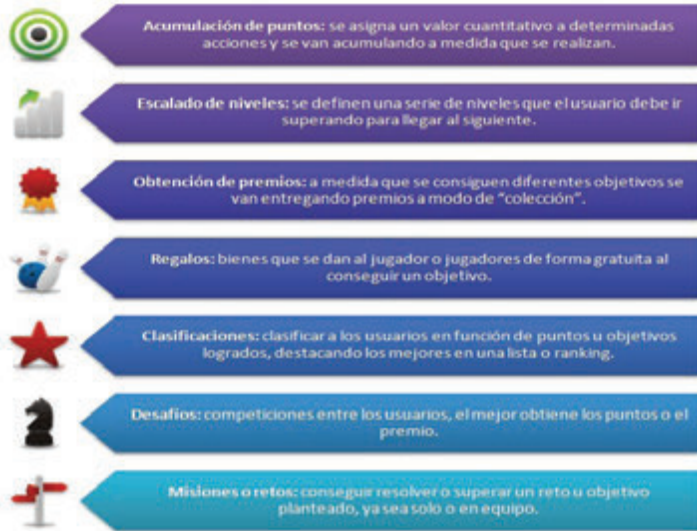 Acumulación de puntos: se asigna un valor cuantitativo a determinadas
acciones y se van acumulando a medida que se realizan.
Escalado de niveles: se definen una serie de niveles que el usuario debe ir
superando para llegar al siguiente.
Obtención de premios: a medida que se consiguen diferentes objetivos se
van entregando premios a modo de “colección”.
Regalos: bienes que se dan al jugador o jugadores de forma gratuita al
conseguir un objetivo.
Clasificaciones: clasificar a los usuarios en función de puntos u objetivos
logrados, destacando los mejores en una lista o ranking.
Desafíos: competiciones entre los usuarios, el mejor obtiene los puntos o el
premio.
Misiones o retos: conseguir resolver o superar un reto u objetivo
planteado, ya sea solo o en equipo.